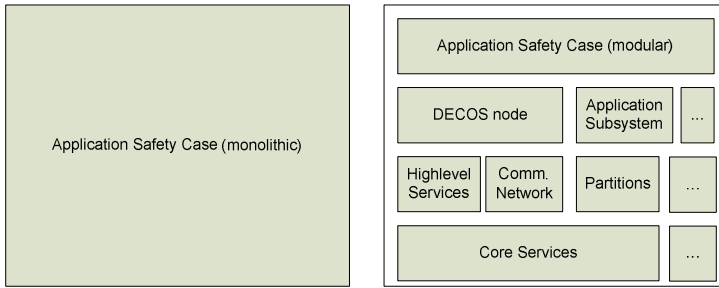 Application Safety Case (monolithic)
Application Safety Case (modular)
DECOS node
Application
Subsystem
...
Highlevel
Services
Comm.
Network
Partitions
...
Core Services
...